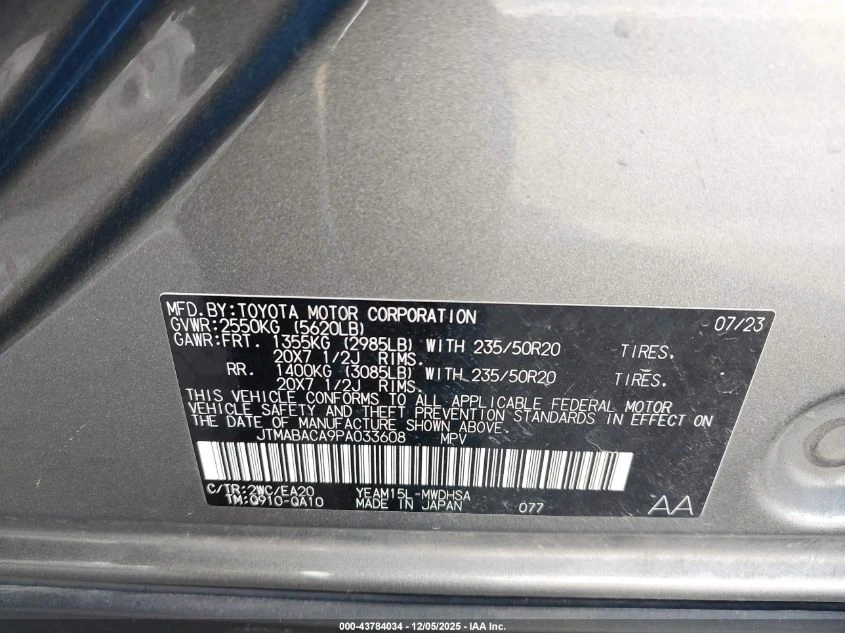 MFD.BY:TOYOTA MOTOR CORPORATION 07/23
GVWR:2550KG (5620LB)
GAWR:FRT. 1355KG (2985LB) WITH 235/50R20 TIRES.
20X7 1/2J RIMS.
RR. 1400KG (3085LB) WITH 235/50R20 TIRES.
20X7 1/2J RIMS.
THIS VEHICLE CONFORMS TO ALL APPLICABLE FEDERAL MOTOR
VEHICLE SAFETY AND THEFT PREVENTION STANDARDS IN EFFECT ON
THE DATE OF MANUFACTURE SHOWN ABOVE.
JTMABACA9PA033608 MPV
C/TR:2WC/EA20 YEAM15L-MWDHSA
TM:Q910-QA10 MADE IN JAPAN 077 AA
000-43784034 - 12/05/2025 - IAA Inc.